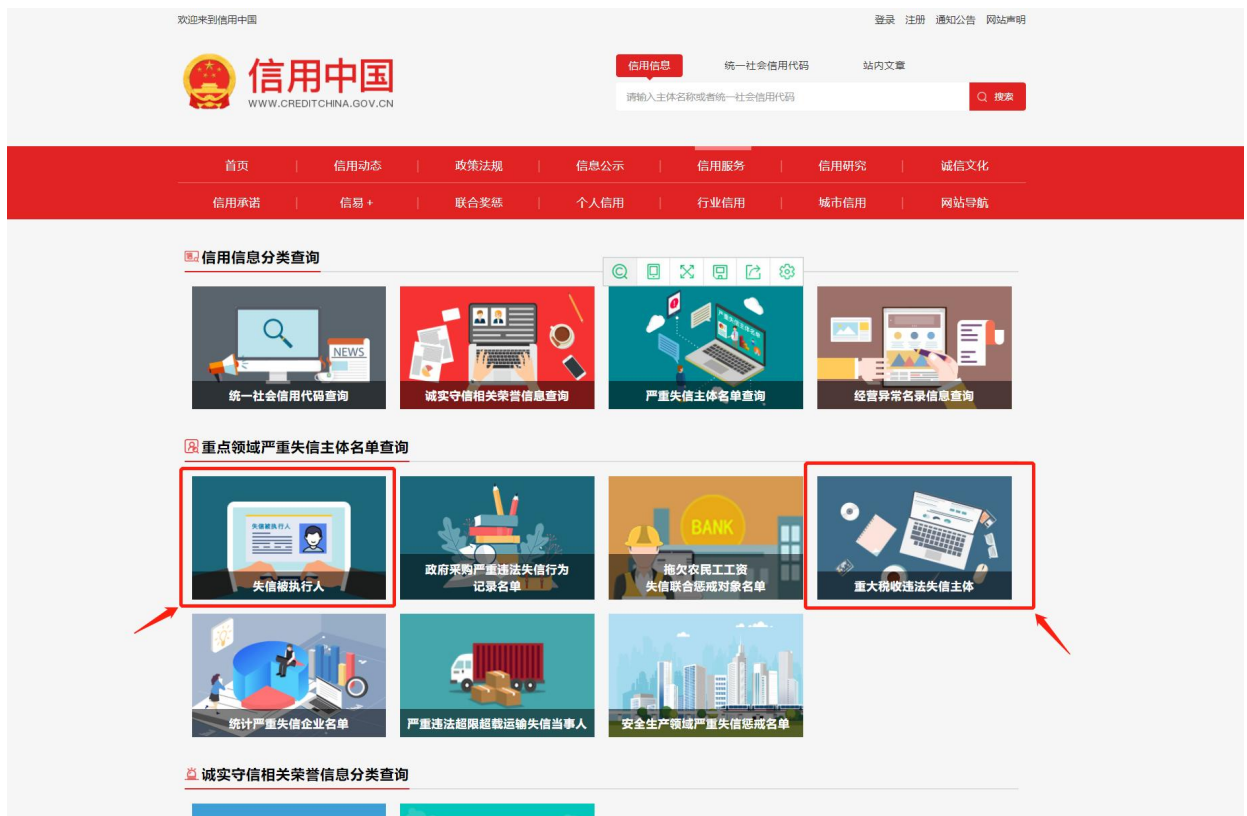 欢迎来到信用中国
登录 注册 通知公告 网站声明
信用中国
WWW.CREDITCHINA.GOV.CN
信用信息 统一社会信用代码 站内文章
请输入主体名称或者统一社会信用代码
搜索
首页 信用动态 政策法规 信息公示 信用服务 信用研究 诚信文化
信用承诺 信易+ 联合奖惩 个人信用 行业信用 城市信用 网站导航
信用信息分类查询
NEWS
严重失信主体名单
统一社会信用代码查询
诚实守信相关荣誉信息查询
严重失信主体名单查询
经营异常名录信息查询
重点领域严重失信主体名单查询
失信被执行人
BANK
失信被执行人
政府采购严重违法失信行为
记录名单
拖欠农民工工资
失信联合惩戒对象名单
重大税收违法失信主体
统计严重失信企业名单
严重违法超限超载运输失信当事人
安全生产领域严重失信惩戒名单
诚实守信相关荣誉信息分类查询